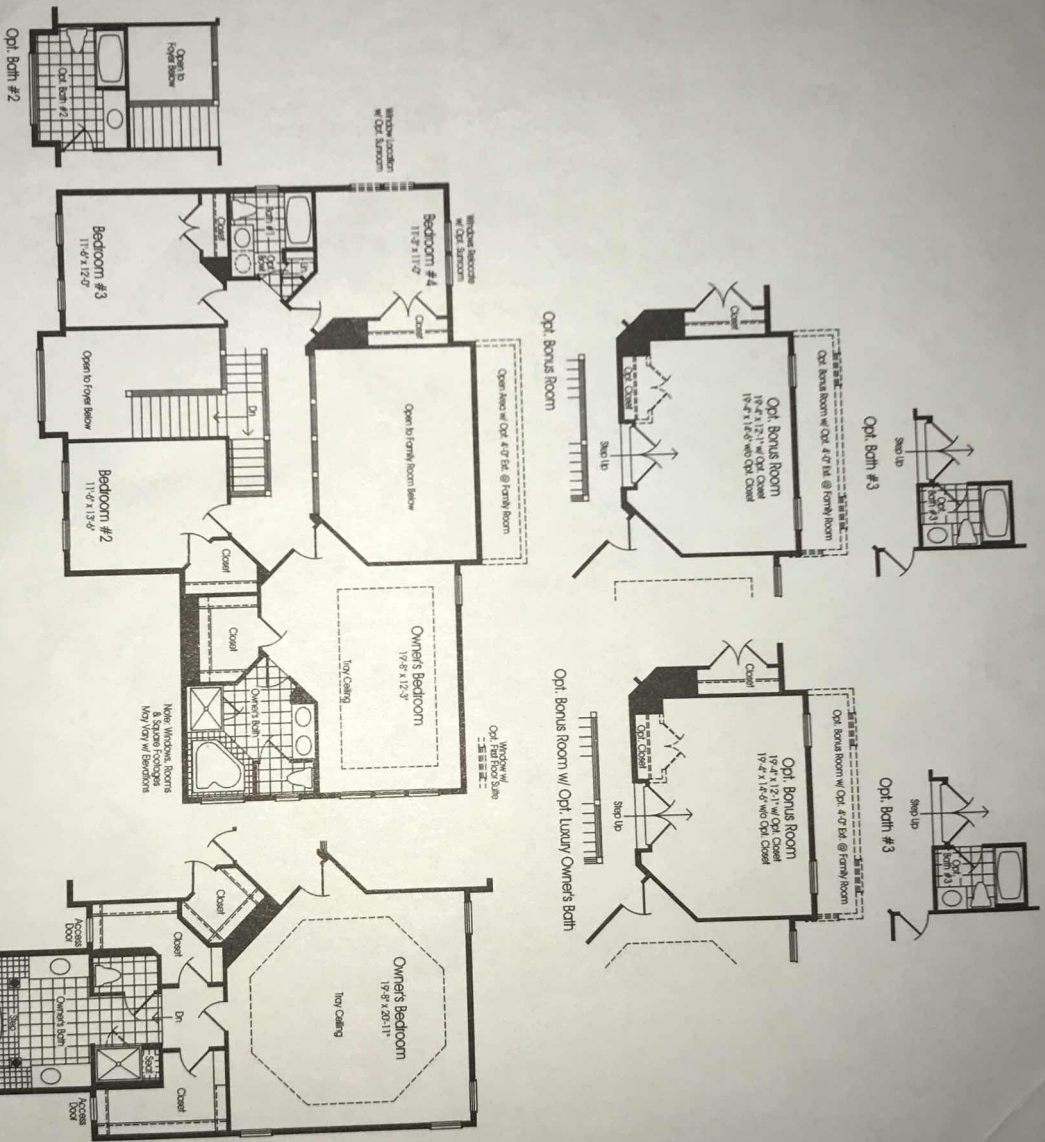 Opt. Bath #3
Step Up
Opt.
Bath #3
Opt. Bath #3
Step Up
Opt.
Bath #3
Opt. Bonus Room w/ Opt. 4'-0" Ext. @ Family Room
Opt. Bonus Room
19'-4" x 12'-1" w/ Opt. Closet
19'-4" x 14'-6" w/o Opt. Closet
Closet
Opt. Closet
Step Up
Opt. Bonus Room
Opt. Bonus Room w/ Opt. 4'-0" Ext. @ Family Room
Opt. Bonus Room
19'-4" x 12'-1" w/ Opt. Closet
19'-4" x 14'-6" w/o Opt. Closet
Closet
Opt. Closet
Step Up
Opt. Bonus Room w/ Opt. Luxury Owner's Bath
Windows Relocate
w/ Opt. Sunroom
Window Location
w/ Opt. Sunroom
Open Area w/ Opt. 4'-0" Ext. @ Family Room
Window w/
Opt. First Floor Suite
Bedroom #4
11'-3" x 11'-0"
Closet
Open to Family Room Below
Owner's Bedroom
19'-8" x 12'-3"
Tray Ceiling
Bath #1
Lin.
Opt.
Bowl
Closet
Dn
Closet
Closet
Owner's Bath
Bedroom #3
11'-6" x 12'-0"
Open to Foyer Below
Bedroom #2
11'-6" x 13'-6"
Note: Windows, Rooms
& Square Footages
May Vary w/ Elevations
Open to
Foyer Below
Opt. Bath #2
Opt. Bath #2
Owner's Bedroom
19'-8" x 20'-11"
Tray Ceiling
Closet
Closet
Closet
Access
Door
Dn
Seat
Owner's Bath
Step
Access
Door